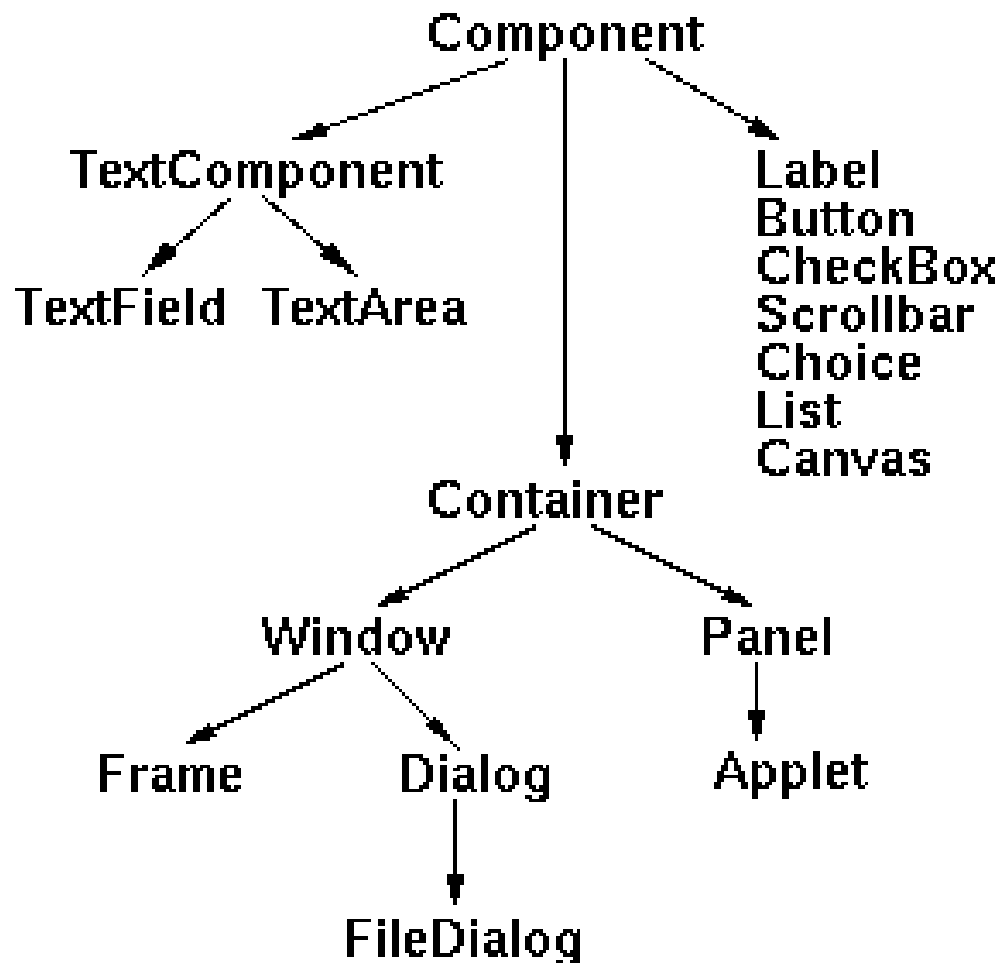 Component
TextComponent
Label
Button
CheckBox
Scrollbar
Choice
List
Canvas
TextField TextArea
Container
Window Panel
Frame Dialog Applet
FileDialog